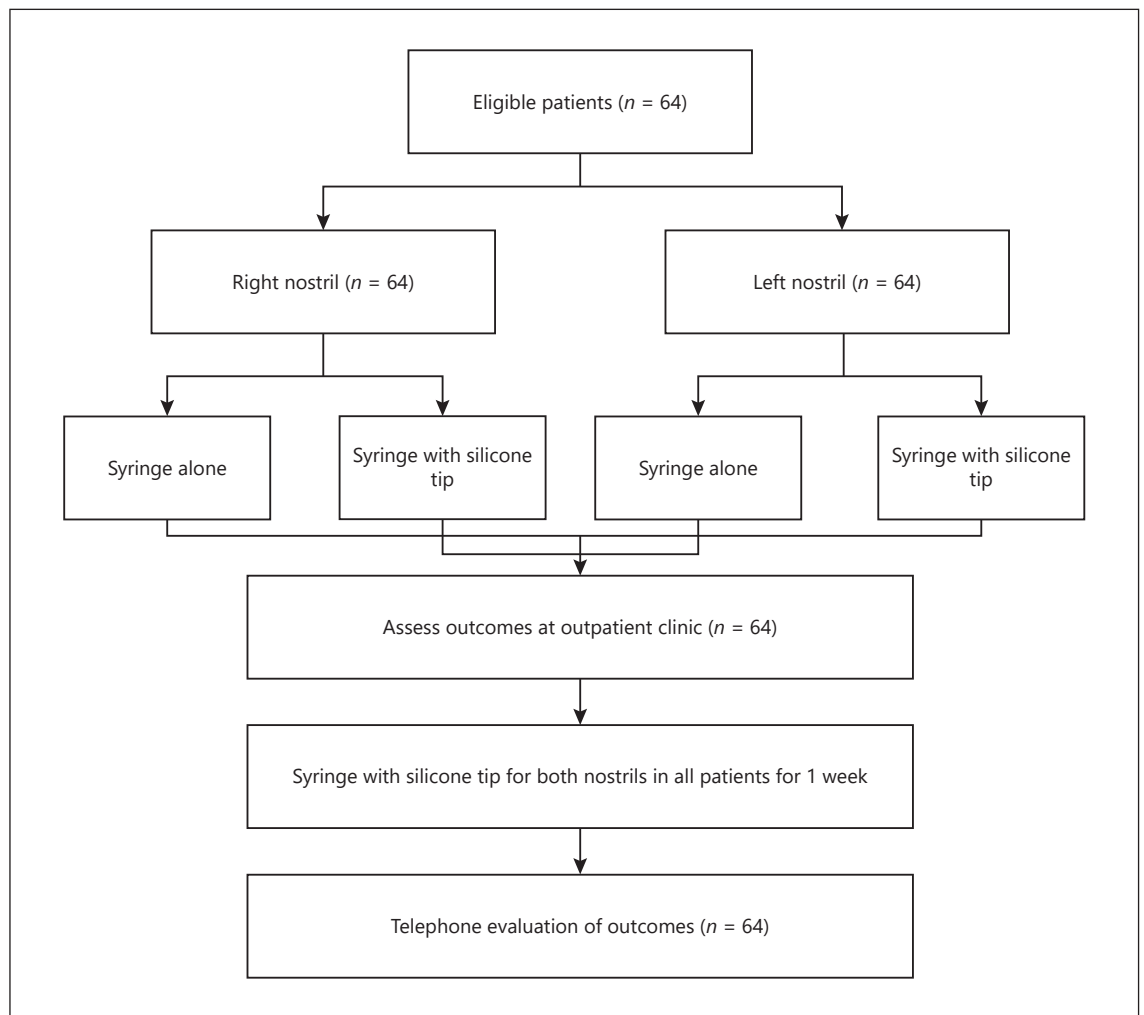 Eligible patients (n = 64)
Right nostril (n = 64)
Left nostril (n = 64)
Syringe alone
Syringe with silicone
tip
Syringe alone
Syringe with silicone
tip
Assess outcomes at outpatient clinic (n = 64)
Syringe with silicone tip for both nostrils in all patients for 1 week
Telephone evaluation of outcomes (n = 64)